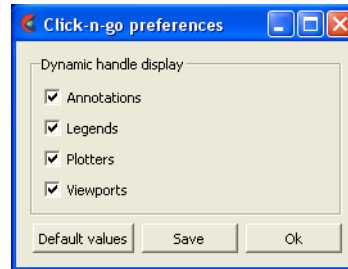 Click-n-go preferences
Dynamic handle display
Annotations
Legends
Plotters
Viewports
Default values Save Ok